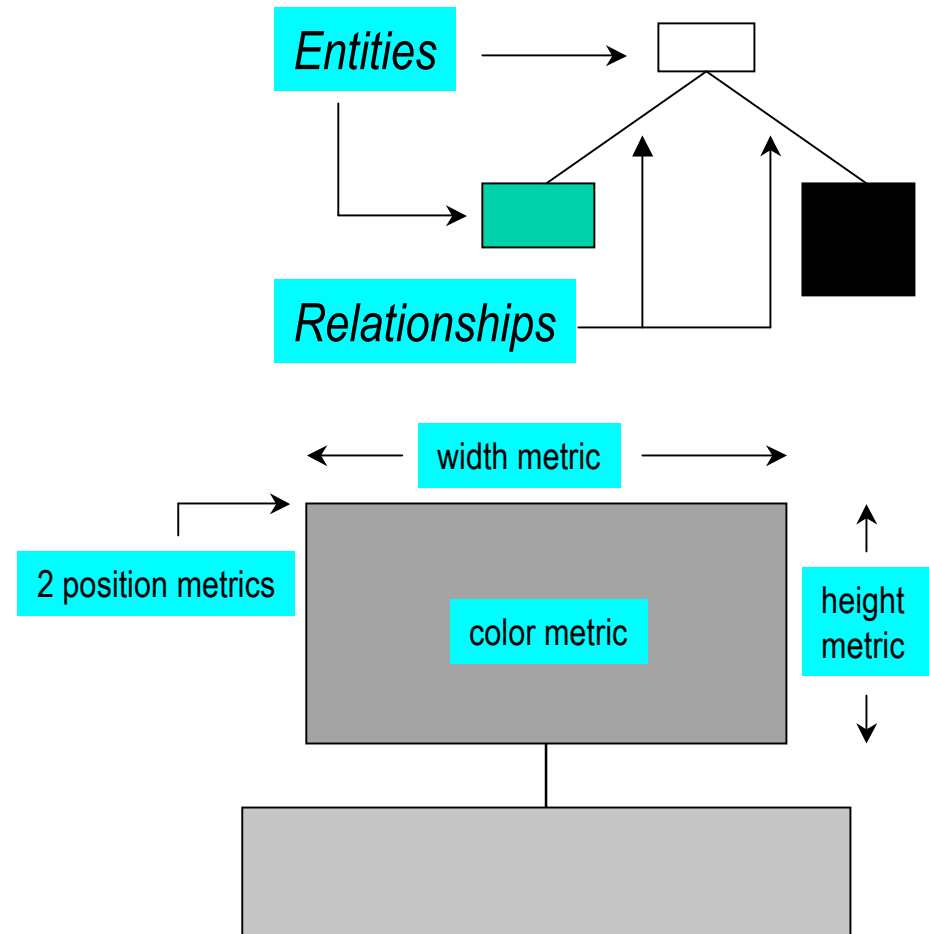 Entities
Relationships
width metric
2 position metrics
color metric
height
metric